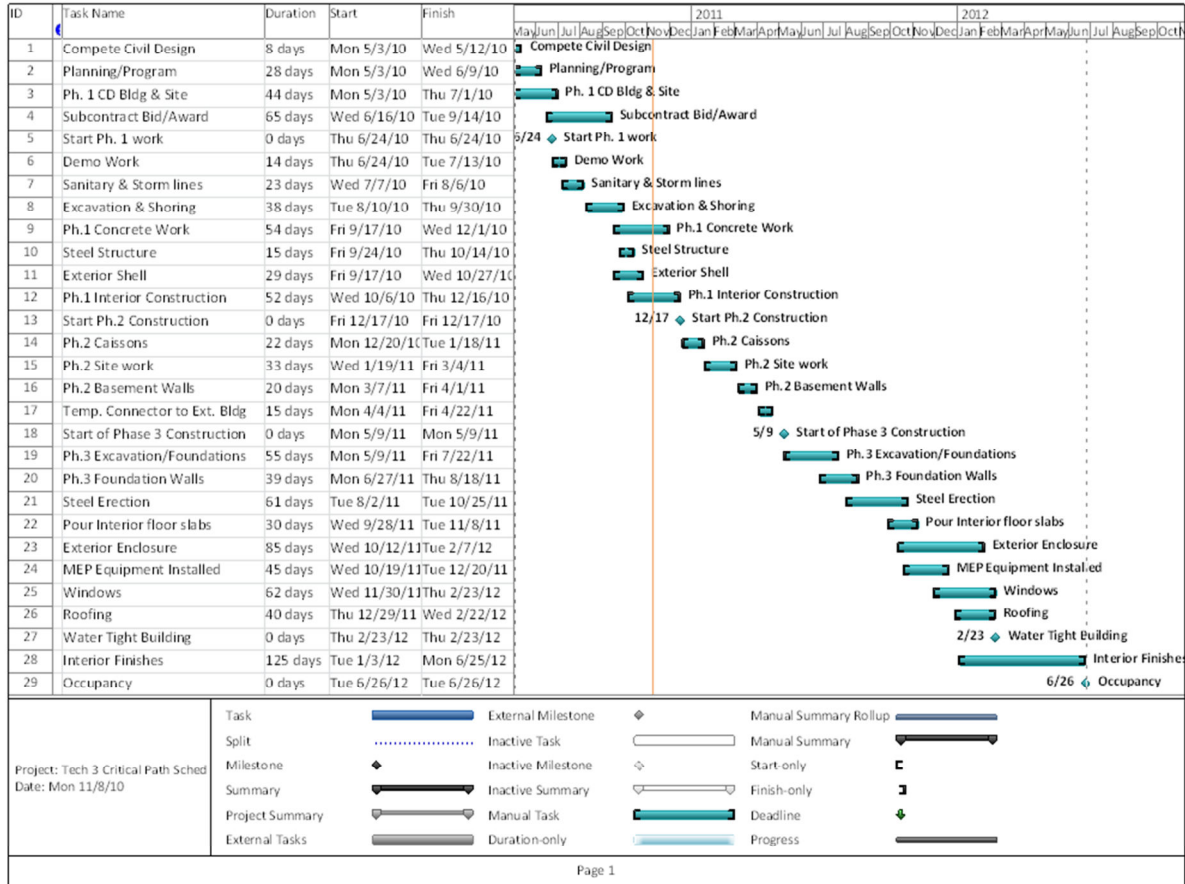 ID Task Name Duration Start Finish 2011 2012
May Jun Jul Aug Sep Oct Nov Dec Jan Feb Mar Apr May Jun Jul Aug Sep Oct Nov Dec Jan Feb Mar Apr May Jun Jul Aug Sep Oct
1 Compete Civil Design 8 days Mon 5/3/10 Wed 5/12/10 Compete Civil Design
2 Planning/Program 28 days Mon 5/3/10 Wed 6/9/10 Planning/Program
3 Ph. 1 CD Bldg & Site 44 days Mon 5/3/10 Thu 7/1/10 Ph. 1 CD Bldg & Site
4 Subcontract Bid/Award 65 days Wed 6/16/10 Tue 9/14/10 Subcontract Bid/Award
5 Start Ph. 1 work 0 days Thu 6/24/10 Thu 6/24/10 6/24 Start Ph. 1 work
6 Demo Work 14 days Thu 6/24/10 Tue 7/13/10 Demo Work
7 Sanitary & Storm lines 23 days Wed 7/7/10 Fri 8/6/10 Sanitary & Storm lines
8 Excavation & Shoring 38 days Tue 8/10/10 Thu 9/30/10 Excavation & Shoring
9 Ph.1 Concrete Work 54 days Fri 9/17/10 Wed 12/1/10 Ph.1 Concrete Work
10 Steel Structure 15 days Fri 9/24/10 Thu 10/14/10 Steel Structure
11 Exterior Shell 29 days Fri 9/17/10 Wed 10/27/10 Exterior Shell
12 Ph.1 Interior Construction 52 days Wed 10/6/10 Thu 12/16/10 Ph.1 Interior Construction
13 Start Ph.2 Construction 0 days Fri 12/17/10 Fri 12/17/10 12/17 Start Ph.2 Construction
14 Ph.2 Caissons 22 days Mon 12/20/10 Tue 1/18/11 Ph.2 Caissons
15 Ph.2 Site work 33 days Wed 1/19/11 Fri 3/4/11 Ph.2 Site work
16 Ph.2 Basement Walls 20 days Mon 3/7/11 Fri 4/1/11 Ph.2 Basement Walls
17 Temp. Connector to Ext. Bldg 15 days Mon 4/4/11 Fri 4/22/11
18 Start of Phase 3 Construction 0 days Mon 5/9/11 Mon 5/9/11 5/9 Start of Phase 3 Construction
19 Ph.3 Excavation/Foundations 55 days Mon 5/9/11 Fri 7/22/11 Ph.3 Excavation/Foundations
20 Ph.3 Foundation Walls 39 days Mon 6/27/11 Thu 8/18/11 Ph.3 Foundation Walls
21 Steel Erection 61 days Tue 8/2/11 Tue 10/25/11 Steel Erection
22 Pour Interior floor slabs 30 days Wed 9/28/11 Tue 11/8/11 Pour Interior floor slabs
23 Exterior Enclosure 85 days Wed 10/12/11 Tue 2/7/12 Exterior Enclosure
24 MEP Equipment Installed 45 days Wed 10/19/11 Tue 12/20/11 MEP Equipment Installed
25 Windows 62 days Wed 11/30/11 Thu 2/23/12 Windows
26 Roofing 40 days Thu 12/29/11 Wed 2/22/12 Roofing
27 Water Tight Building 0 days Thu 2/23/12 Thu 2/23/12 2/23 Water Tight Building
28 Interior Finishes 125 days Tue 1/3/12 Mon 6/25/12 Interior Finishes
29 Occupancy 0 days Tue 6/26/12 Tue 6/26/12 6/26 Occupancy
Project: Tech 3 Critical Path Sched
Date: Mon 11/8/10
Task External Milestone Manual Summary Rollup
Split Inactive Task Manual Summary
Milestone Inactive Milestone Start-only
Summary Inactive Summary Finish-only
Project Summary Manual Task Deadline
External Tasks Duration-only Progress
Page 1